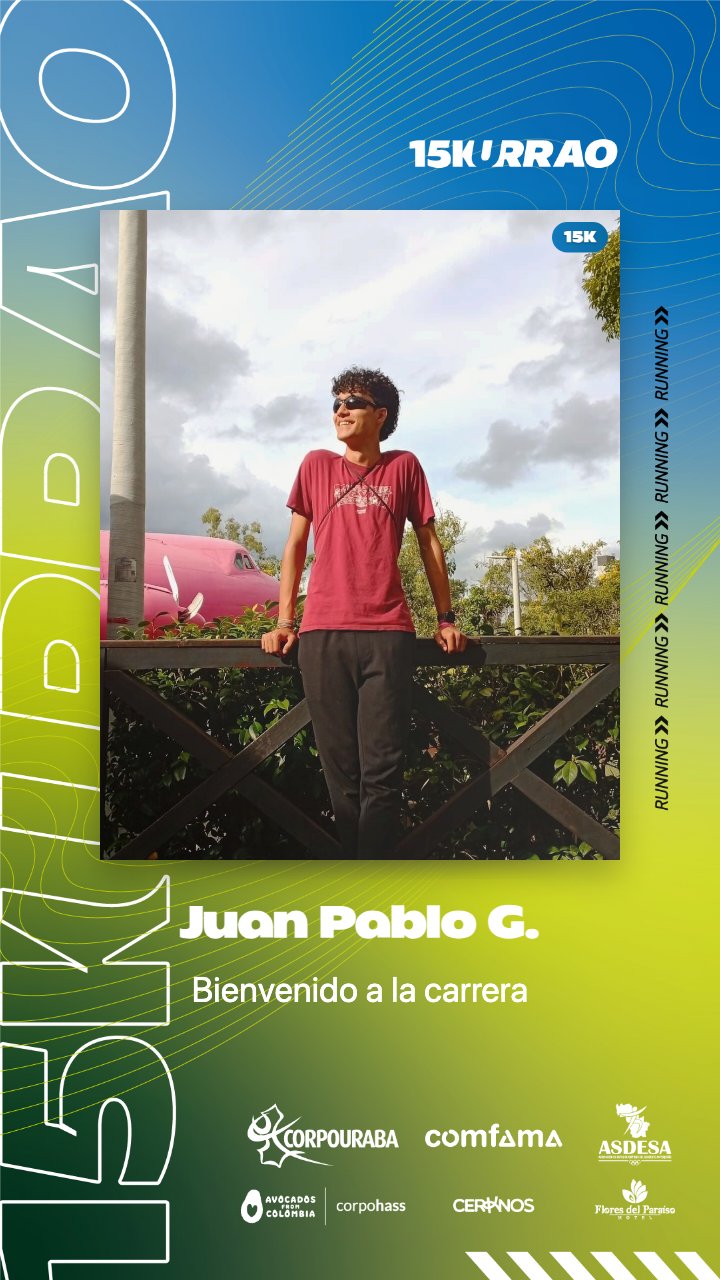 15KURRAO
15K
RUNNING >> RUNNING >> RUNNING >> RUNNING >> RUNNING >>
15KURRAO
Juan Pablo G.
Bienvenido a la carrera
CORPOURABA
comfama
ASDESA
AVOCADOS
FROM
COLOMBIA
corpohass
CERKNOS
Flores del Paraíso
HOTEL